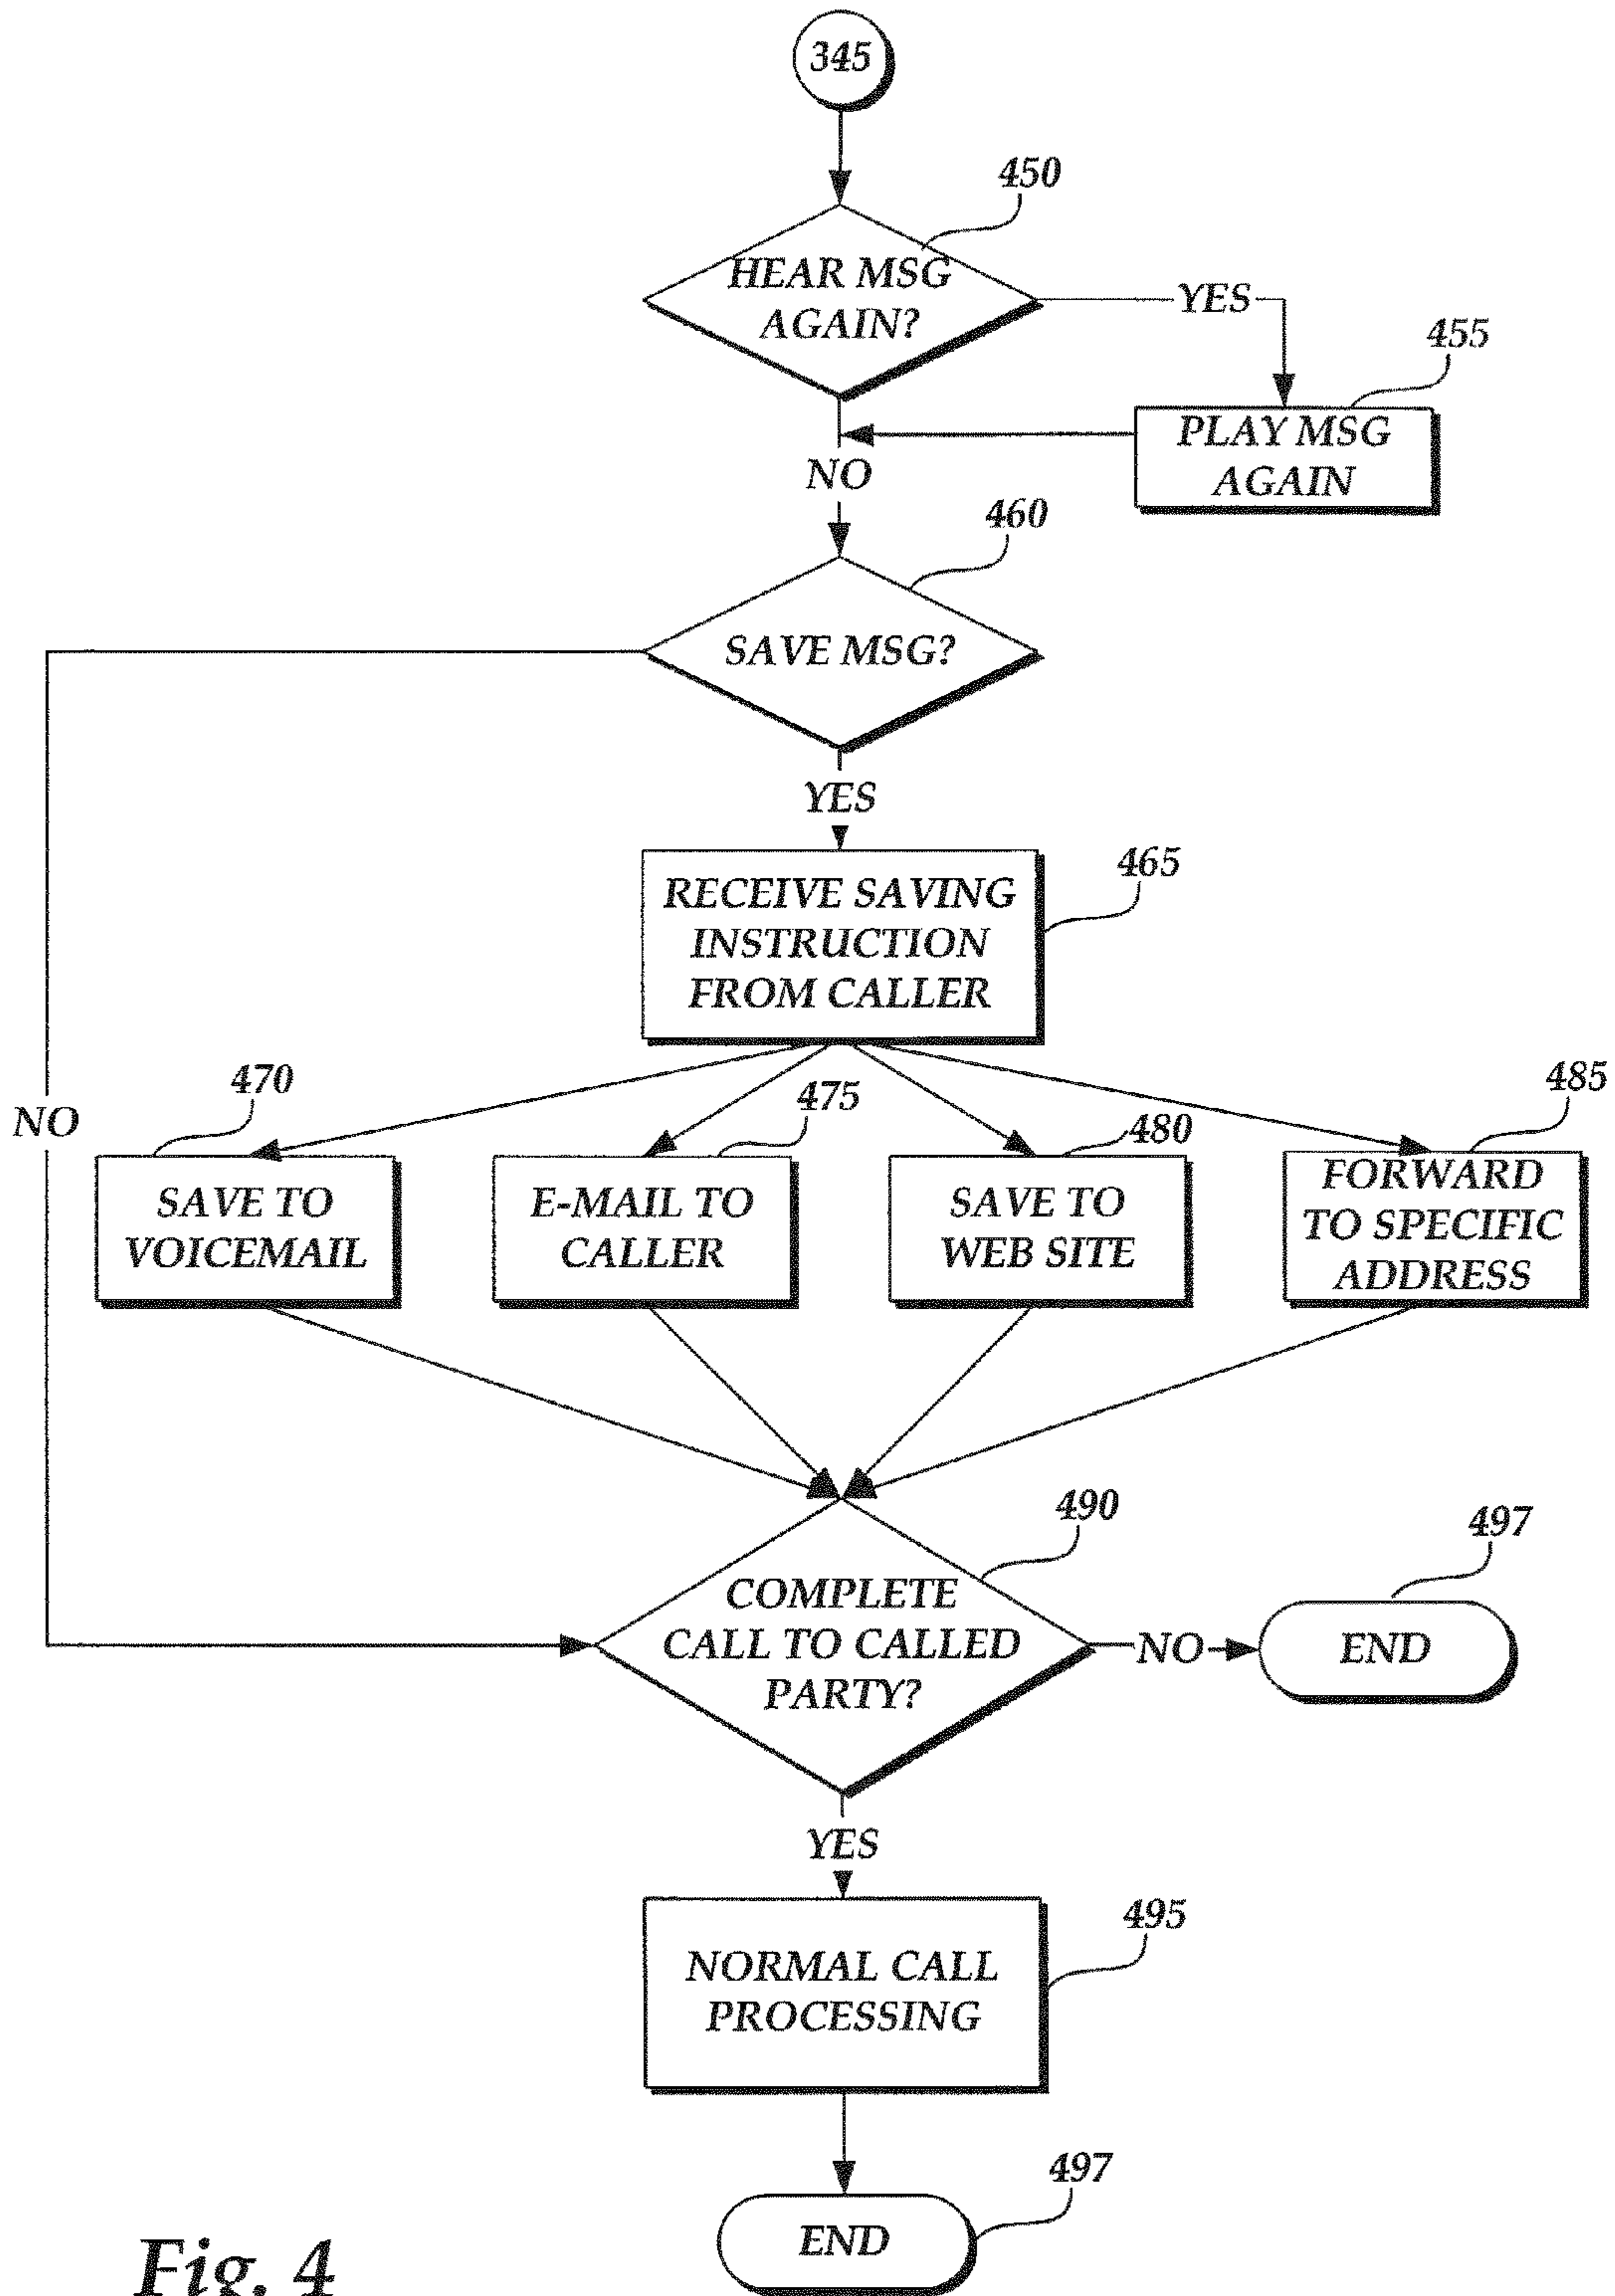 345
450
HEAR MSG
AGAIN?
YES
455
PLAY MSG
AGAIN
NO
460
SAVE MSG?
YES
465
RECEIVE SAVING
INSTRUCTION
FROM CALLER
NO
470
SAVE TO
VOICEMAIL
475
E-MAIL TO
CALLER
480
SAVE TO
WEB SITE
485
FORWARD
TO SPECIFIC
ADDRESS
490
COMPLETE
CALL TO CALLED
PARTY?
NO
497
END
YES
495
NORMAL CALL
PROCESSING
497
END
Fig. 4